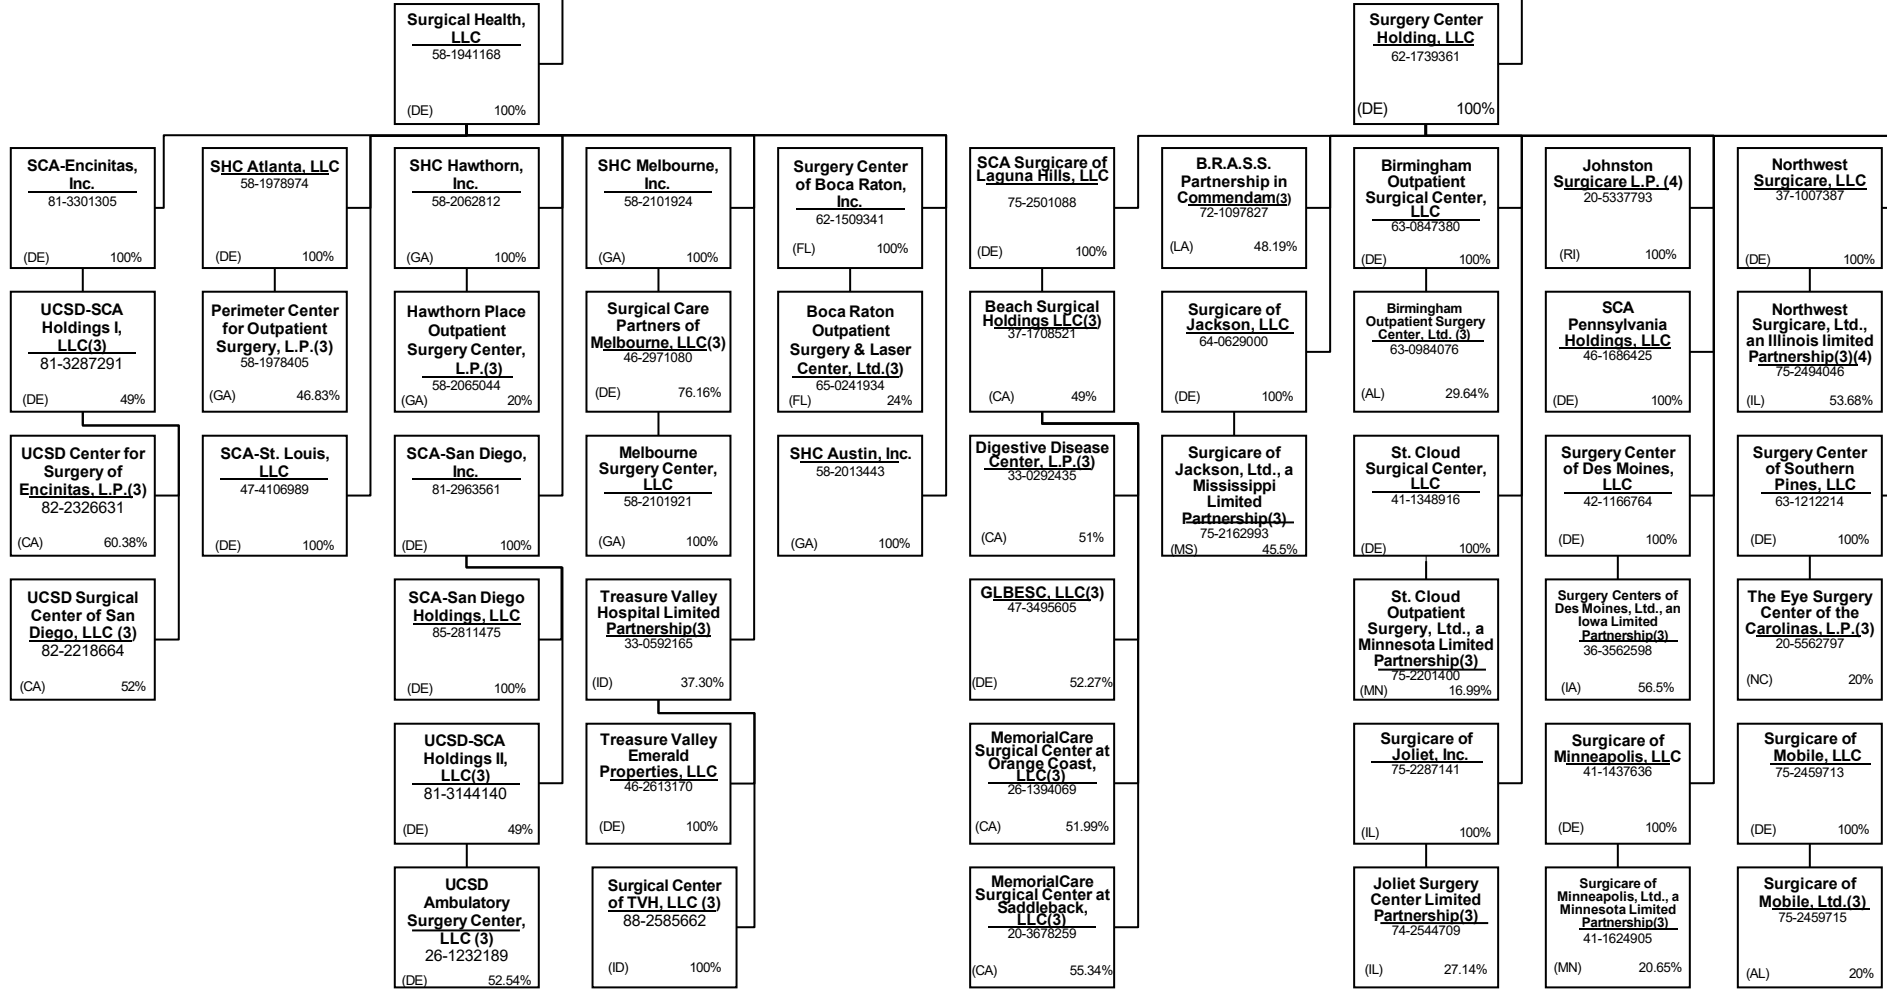 Surgical Health,
LLC
58-1941168
(DE) 100%
Surgery Center
Holding, LLC
62-1739361
(DE) 100%
SCA-Encinitas,
Inc.
81-3301305
(DE) 100%
SHC Atlanta, LLC
58-1978974
(DE) 100%
SHC Hawthorn,
Inc.
58-2062812
(GA) 100%
SHC Melbourne,
Inc.
58-2101924
(GA) 100%
Surgery Center
of Boca Raton,
Inc.
62-1509341
(FL) 100%
SCA Surgicare of
Laguna Hills, LLC
75-2501088
(DE) 100%
B.R.A.S.S.
Partnership in
Commendam(3)
72-1097827
(LA) 48.19%
Birmingham
Outpatient
Surgical Center,
LLC
63-0847380
(DE) 100%
Johnston
Surgicare L.P. (4)
20-5337793
(RI) 100%
Northwest
Surgicare, LLC
37-1007387
(DE) 100%
UCSD-SCA
Holdings I,
LLC(3)
81-3287291
(DE) 49%
Perimeter Center
for Outpatient
Surgery, L.P.(3)
58-1978405
(GA) 46.83%
Hawthorn Place
Outpatient
Surgery Center,
L.P.(3)
58-2065044
(GA) 20%
Surgical Care
Partners of
Melbourne, LLC(3)
46-2971080
(DE) 76.16%
Boca Raton
Outpatient
Surgery & Laser
Center, Ltd.(3)
65-0241934
(FL) 24%
Beach Surgical
Holdings LLC(3)
37-1708521
(CA) 49%
Surgicare of
Jackson, LLC
64-0629000
(DE) 100%
Birmingham
Outpatient Surgery
Center, Ltd. (3)
63-0984076
(AL) 29.64%
SCA
Pennsylvania
Holdings, LLC
46-1686425
(DE) 100%
Northwest
Surgicare, Ltd.,
an Illinois limited
Partnership(3)(4)
75-2494046
(IL) 53.68%
UCSD Center for
Surgery of
Encinitas, L.P.(3)
82-2326631
(CA) 60.38%
SCA-St. Louis,
LLC
47-4106989
(DE) 100%
SCA-San Diego,
Inc.
81-2963561
(DE) 100%
Melbourne
Surgery Center,
LLC
58-2101921
(GA) 100%
SHC Austin, Inc.
58-2013443
(GA) 100%
Digestive Disease
Center, L.P.(3)
33-0292435
(CA) 51%
Surgicare of
Jackson, Ltd., a
Mississippi
Limited
Partnership(3)
75-2162993
(MS) 45.5%
St. Cloud
Surgical Center,
LLC
41-1348916
(DE) 100%
Surgery Center
of Des Moines,
LLC
42-1166764
(DE) 100%
Surgery Center
of Southern
Pines, LLC
63-1212214
(DE) 100%
UCSD Surgical
Center of San
Diego, LLC (3)
82-2218664
(CA) 52%
SCA-San Diego
Holdings, LLC
85-2811475
(DE) 100%
Treasure Valley
Hospital Limited
Partnership(3)
33-0592165
(ID) 37.30%
GLBESC, LLC(3)
47-3495605
(DE) 52.27%
St. Cloud
Outpatient
Surgery, Ltd., a
Minnesota Limited
Partnership(3)
75-2201400
(MN) 16.99%
Surgery Centers of
Des Moines, Ltd., an
Iowa Limited
Partnership(3)
36-3562598
(IA) 56.5%
The Eye Surgery
Center of the
Carolinas, L.P.(3)
20-5562797
(NC) 20%
UCSD-SCA
Holdings II,
LLC(3)
81-3144140
(DE) 49%
Treasure Valley
Emerald
Properties, LLC
46-2613170
(DE) 100%
MemorialCare
Surgical Center at
Orange Coast,
LLC(3)
26-1394069
(CA) 51.99%
Surgicare of
Joliet, Inc.
75-2287141
(IL) 100%
Surgicare of
Minneapolis, LLC
41-1437636
(DE) 100%
Surgicare of
Mobile, LLC
75-2459713
(DE) 100%
UCSD
Ambulatory
Surgery Center,
LLC (3)
26-1232189
(DE) 52.54%
Surgical Center
of TVH, LLC (3)
88-2585662
(ID) 100%
MemorialCare
Surgical Center at
Saddleback,
LLC(3)
20-3678259
(CA) 55.34%
Joliet Surgery
Center Limited
Partnership(3)
74-2544709
(IL) 27.14%
Surgicare of
Minneapolis, Ltd., a
Minnesota Limited
Partnership(3)
41-1624905
(MN) 20.65%
Surgicare of
Mobile, Ltd.(3)
75-2459715
(AL) 20%